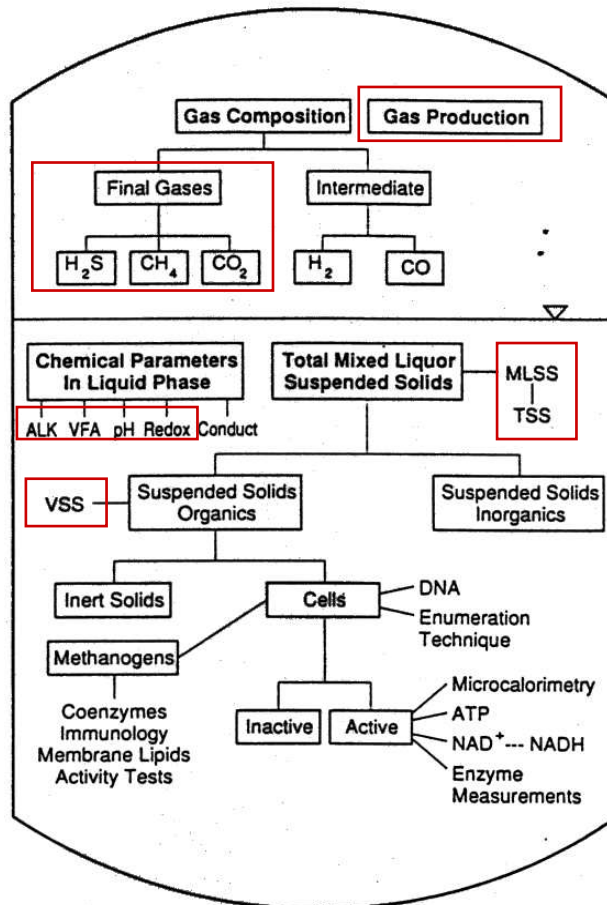 Gas Composition
Gas Production
Final Gases
Intermediate
H₂S
CH₄
CO₂
H₂
CO
Chemical Parameters
In Liquid Phase
ALK VFA pH Redox Conduct
Total Mixed Liquor
Suspended Solids
MLSS
TSS
VSS
Suspended Solids
Organics
Suspended Solids
Inorganics
Inert Solids
Cells
DNA
Enumeration
Technique
Methanogens
Coenzymes
Immunology
Membrane Lipids
Activity Tests
Inactive
Active
Microcalorimetry
ATP
NAD⁺--- NADH
Enzyme
Measurements